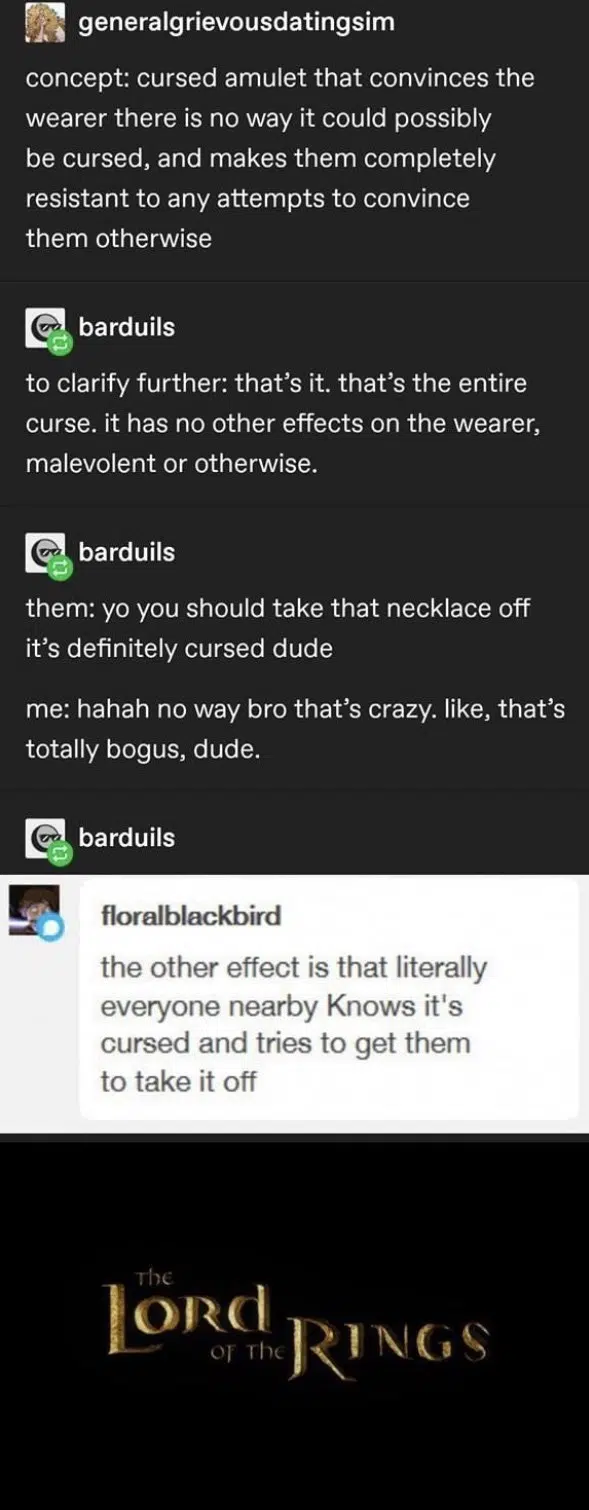 generalgrievousdatingsim
concept: cursed amulet that convinces the
wearer there is no way it could possibly
be cursed, and makes them completely
resistant to any attempts to convince
them otherwise
barduils
to clarify further: that’s it. that’s the entire
curse. it has no other effects on the wearer,
malevolent or otherwise.
barduils
them: yo you should take that necklace off
it’s definitely cursed dude
me: hahah no way bro that’s crazy. like, that’s
totally bogus, dude.
barduils
floralblackbird
the other effect is that literally
everyone nearby Knows it's
cursed and tries to get them
to take it off
The
Lord
of the Rings